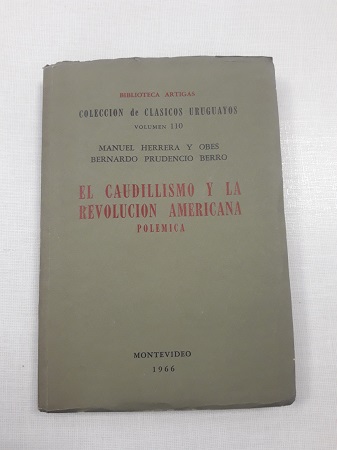 BIBLIOTECA ARTIGAS
COLECCION de CLASICOS URUGUAYOS
VOLUMEN 110
MANUEL HERRERA Y OBES
BERNARDO PRUDENCIO BERRO
EL CAUDILLISMO Y LA
REVOLUCION AMERICANA
POLEMICA
MONTEVIDEO
1966